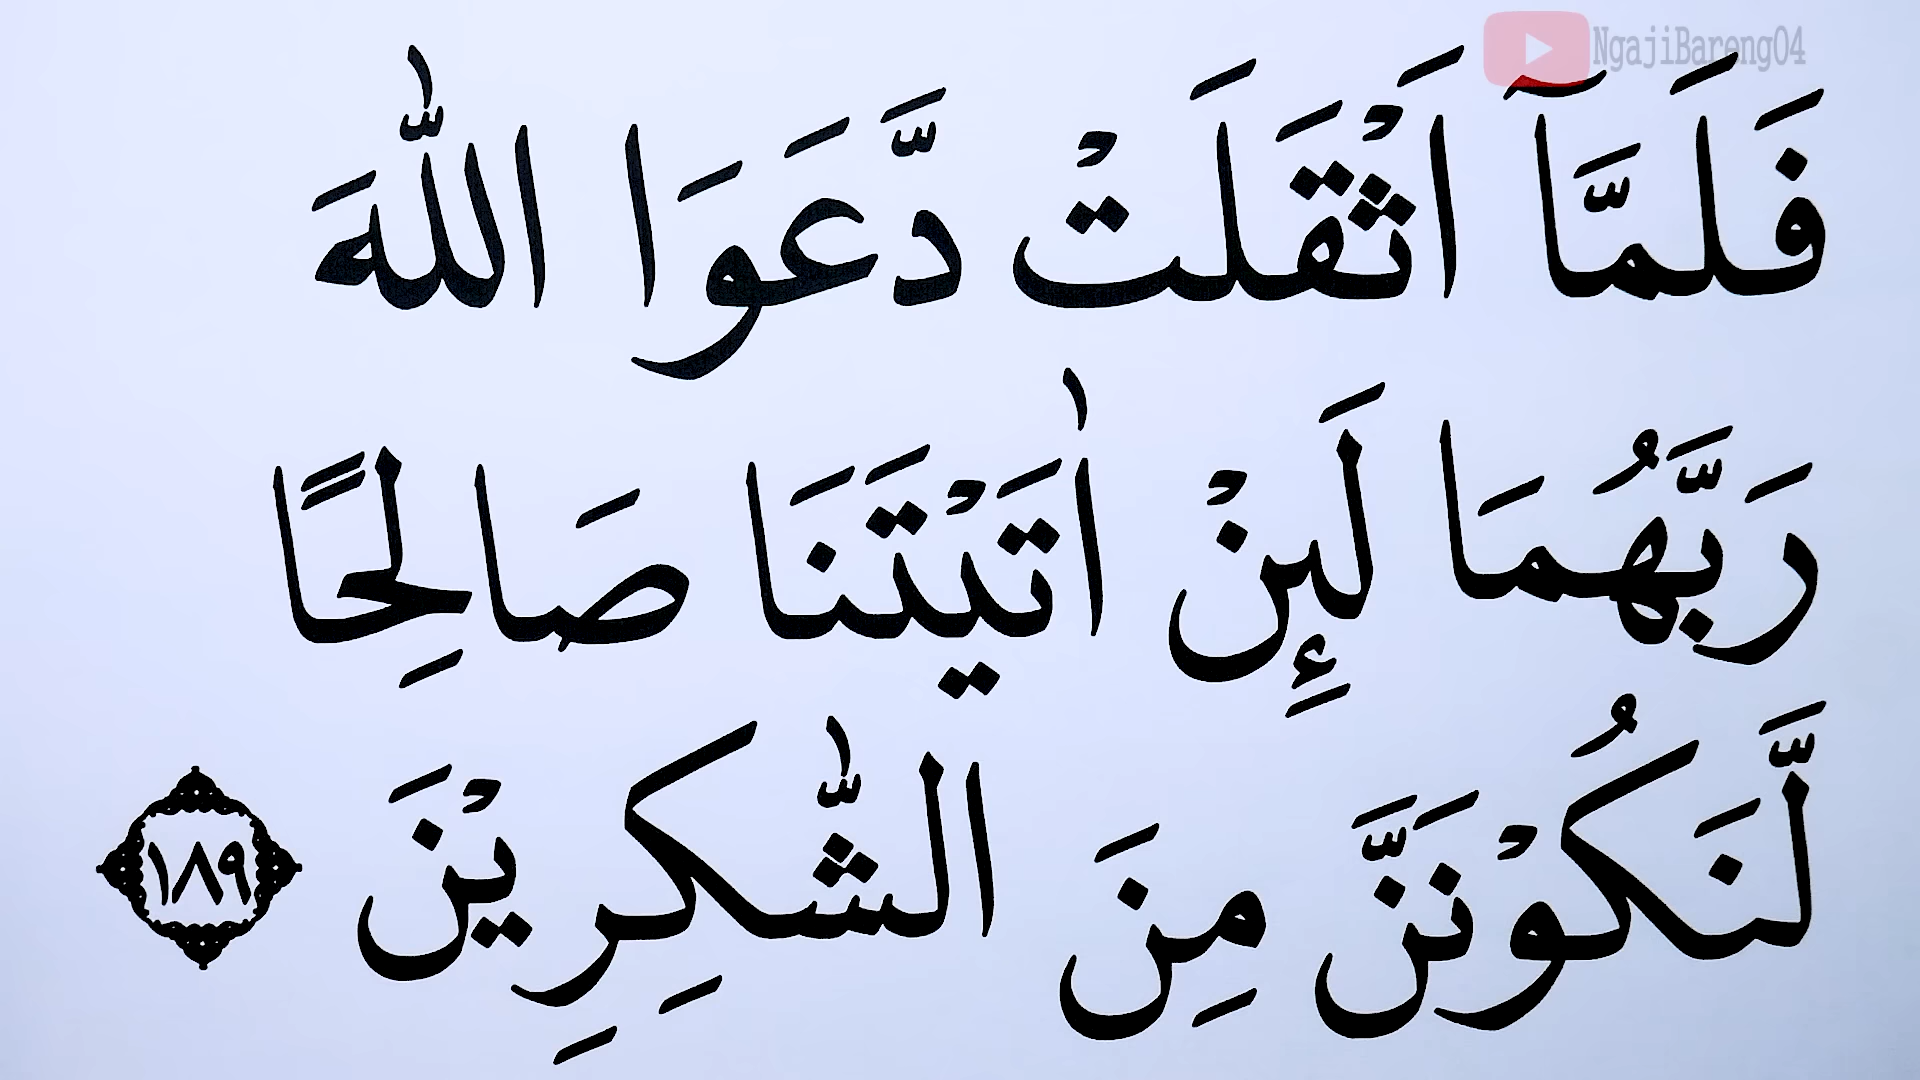 NgajiBareng04
فَلَمَّآ اَثْقَلَتْ دَّعَوَا اللّٰهَ
رَبَّهُمَا لَىِٕنْ اٰتَيْتَنَا صَالِحًا
لَّنَكُوْنَنَّ مِنَ الشّٰكِرِيْنَ ١٨٩